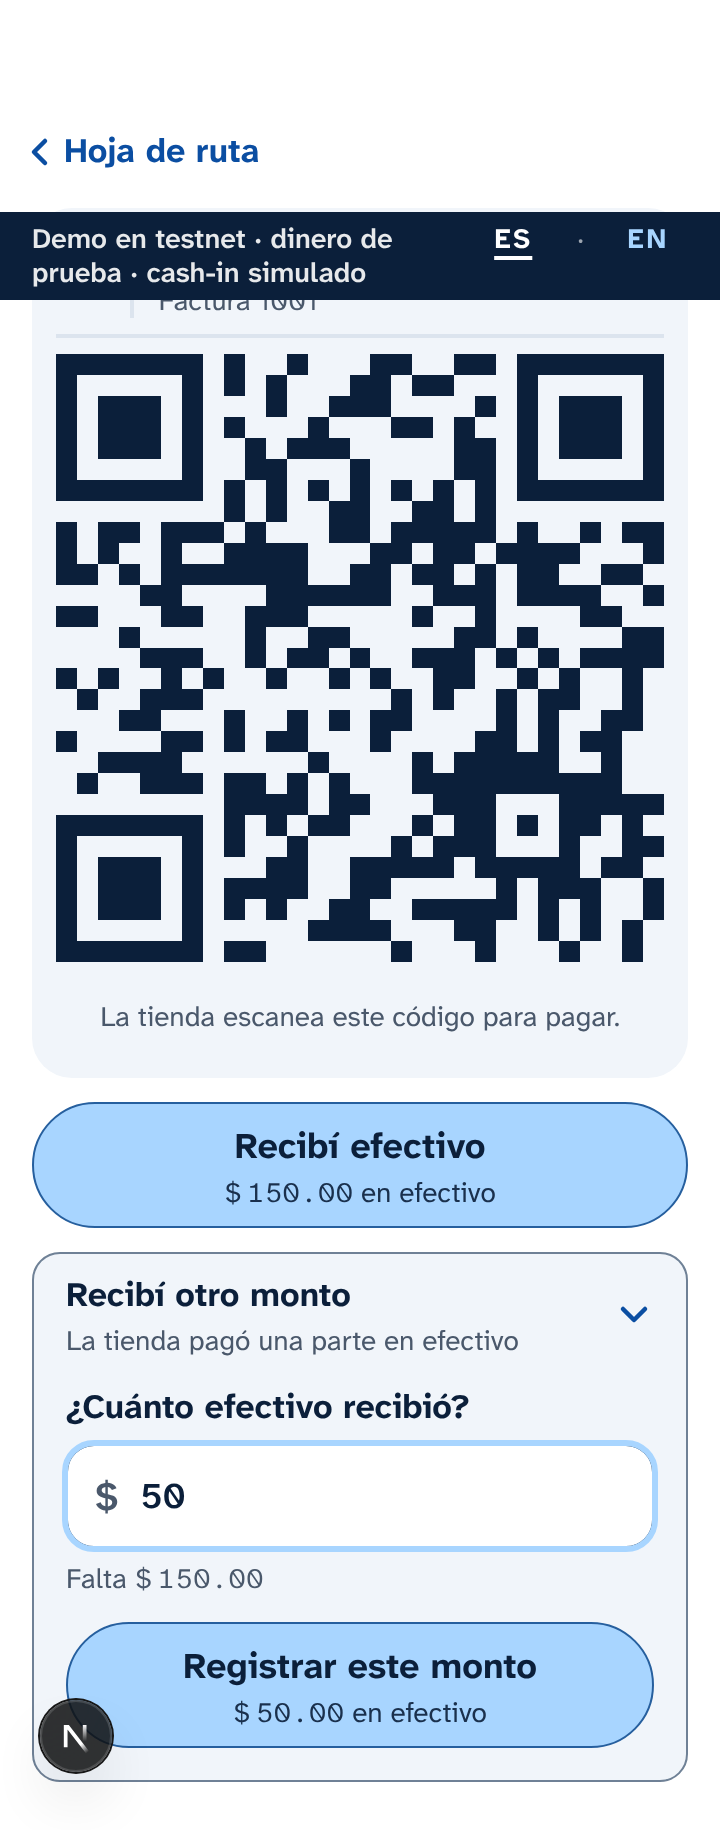 Hoja de ruta
Demo en testnet · dinero de
prueba · cash-in simulado
ES · EN
Factura 1001
La tienda escanea este código para pagar.
Recibí efectivo
$ 150.00 en efectivo
Recibí otro monto
La tienda pagó una parte en efectivo
¿Cuánto efectivo recibió?
$ 50
Falta $ 150.00
Registrar este monto
$ 50.00 en efectivo
N